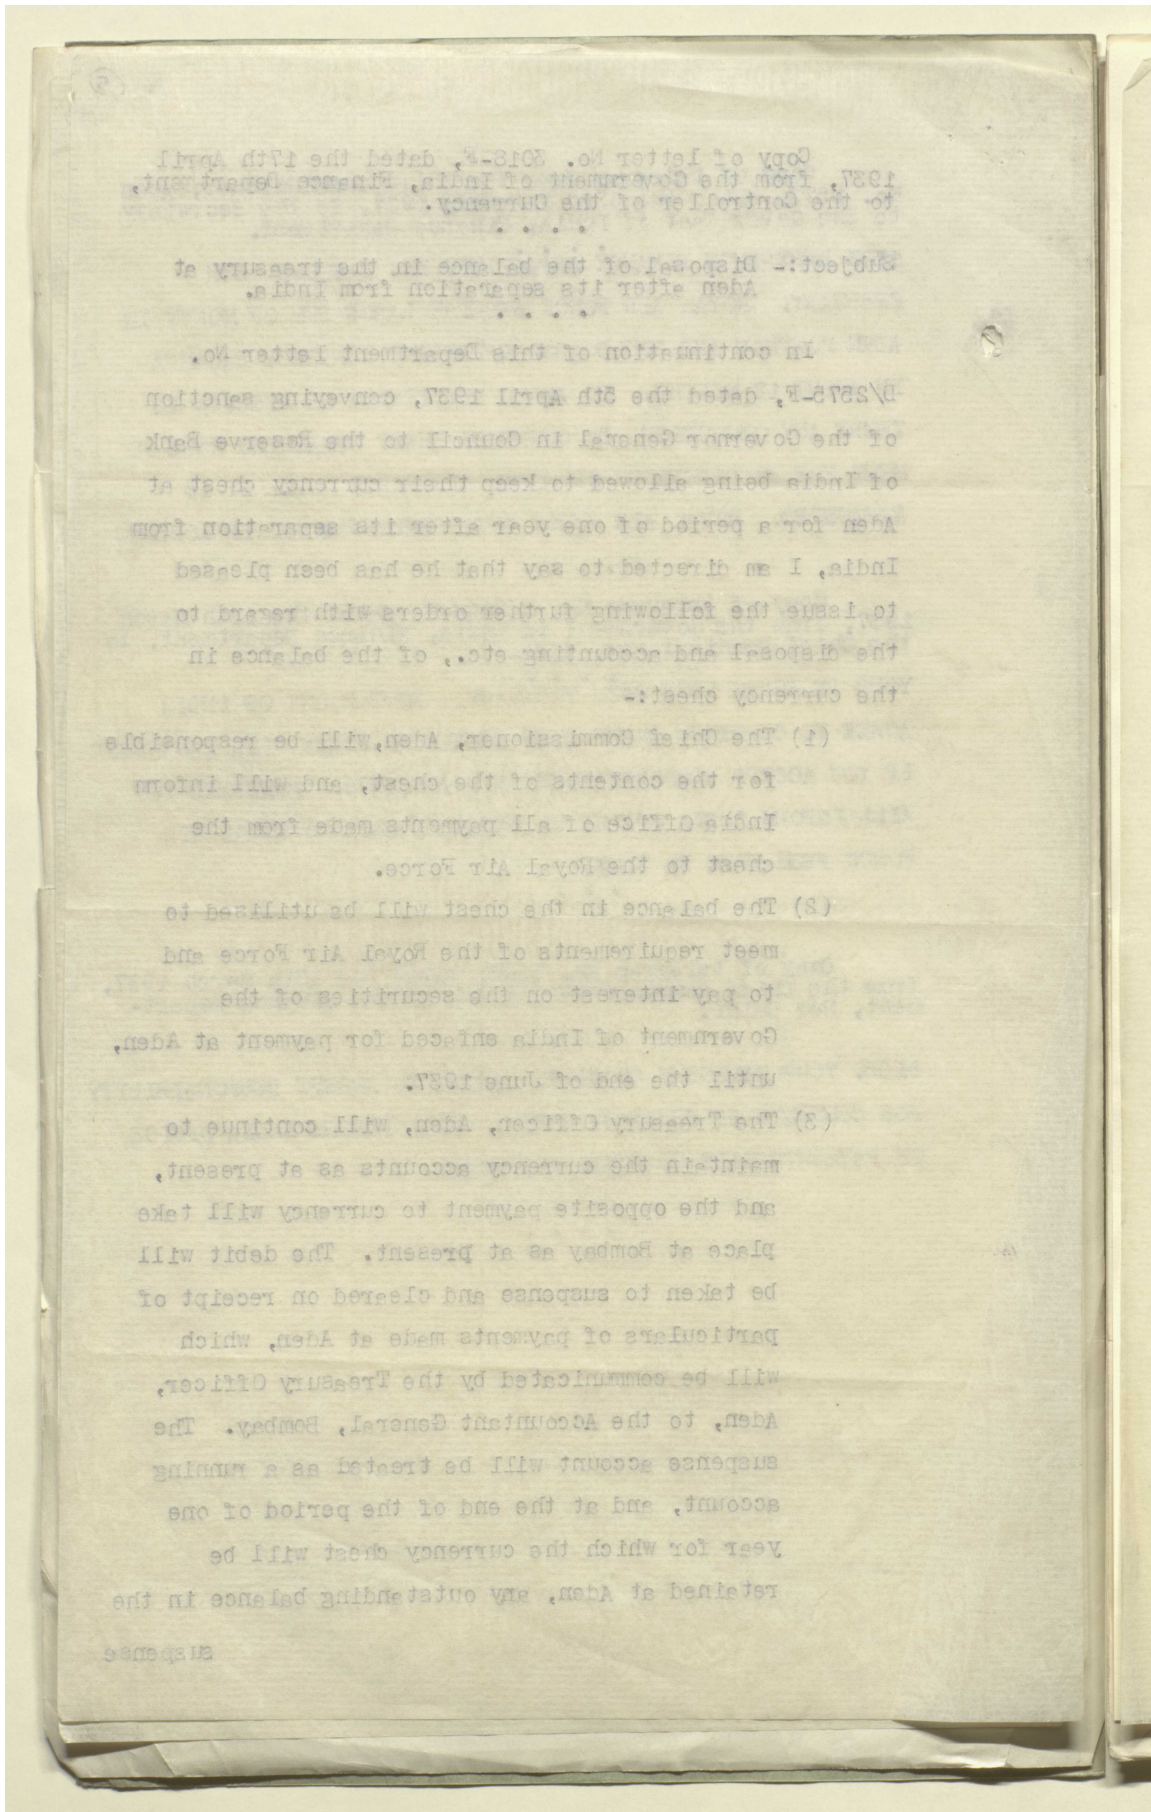 Copy of letter No. 3018-F, dated the 17th April
1937, from the Government of India, Finance Department,
to the Controller of the Currency.
. . . .
Subject:- Disposal of the balance in the treasury at
Aden after its separation from India.
. . . .
In continuation of this Department letter No.
D/2575-F, dated the 5th April 1937, conveying sanction
of the Governor General in Council to the Reserve Bank
of India being allowed to keep their currency chest at
Aden for a period of one year after its separation from
India, I am directed to say that he has been pleased
to issue the following further orders with regard to
the disposal and accounting etc., of the balance in
the currency chest:-
(1) The Chief Commissioner, Aden, will be responsible
for the contents of the chest, and will inform
India Office of all payments made from the
chest to the Royal Air Force.
(2) The balance in the chest will be utilised to
meet requirements of the Royal Air Force and
to pay interest on the securities of the
Government of India enfaced for payment at Aden,
until the end of June 1937.
(3) The Treasury Officer, Aden, will continue to
maintain the currency accounts as at present,
and the opposite payment to currency will take
place at Bombay as at present. The debit will
be taken to suspense and cleared on receipt of
particulars of payments made at Aden, which
will be communicated by the Treasury Officer,
Aden, to the Accountant General, Bombay. The
suspense account will be treated as a running
account, and at the end of the period of one
year for which the currency chest will be
retained at Aden, any outstanding balance in the
suspense